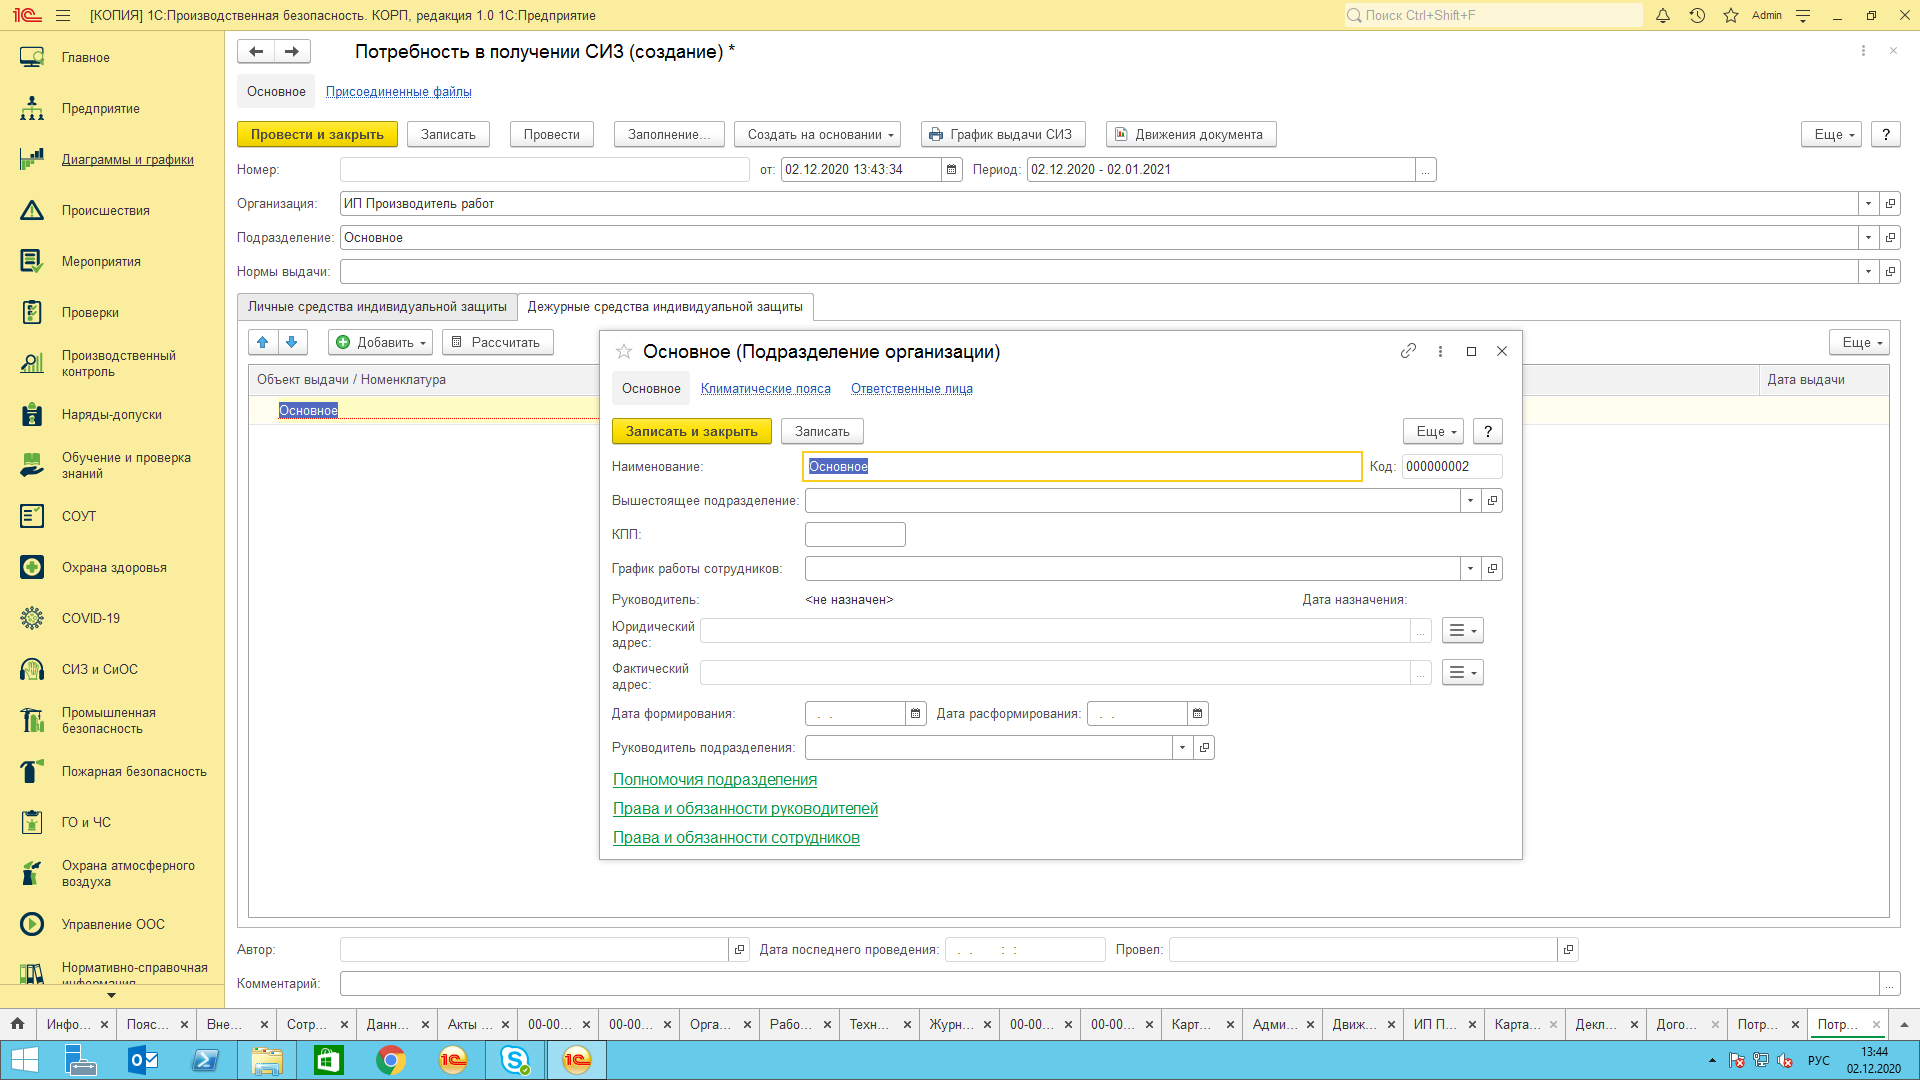 [КОПИЯ] 1С:Производственная безопасность. КОРП, редакция 1.0 1С:Предприятие
Поиск Ctrl+Shift+F
Admin
Главное
Предприятие
Диаграммы и графики
Происшествия
Мероприятия
Проверки
Производственный
контроль
Наряды-допуски
Обучение и проверка
знаний
СОУТ
Охрана здоровья
COVID-19
СИЗ и СиОС
Промышленная
безопасность
Пожарная безопасность
ГО и ЧС
Охрана атмосферного
воздуха
Управление ООС
Нормативно-справочная
информация
Потребность в получении СИЗ (создание) *
Основное Присоединенные файлы
Провести и закрыть Записать Провести Заполнение... Создать на основании График выдачи СИЗ Движения документа Еще ?
Номер: от: 02.12.2020 13:43:34 Период: 02.12.2020 - 02.01.2021 ...
Организация: ИП Производитель работ
Подразделение: Основное
Нормы выдачи:
Личные средства индивидуальной защиты Дежурные средства индивидуальной защиты
Добавить Рассчитать Еще
Объект выдачи / Номенклатура Дата выдачи
Основное
Основное (Подразделение организации)
Основное Климатические пояса Ответственные лица
Записать и закрыть Записать Еще ?
Наименование: Основное Код: 000000002
Вышестоящее подразделение:
КПП:
График работы сотрудников:
Руководитель: <не назначен> Дата назначения:
Юридический
адрес: ...
Фактический
адрес: ...
Дата формирования: . . Дата расформирования: . .
Руководитель подразделения:
Полномочия подразделения
Права и обязанности руководителей
Права и обязанности сотрудников
Автор: Дата последнего проведения: . . : : Провел:
Комментарий: ...
Инфо... Пояс... Вне... Сотр... Данн... Акты ... 00-00... 00-00... Орга... Рабо... Техн... Журн... 00-00... 00-00... Карт... Адми... Движ... ИП П... Карта... Декл... Дого... Потр... Потр...
РУС
13:44
02.12.2020